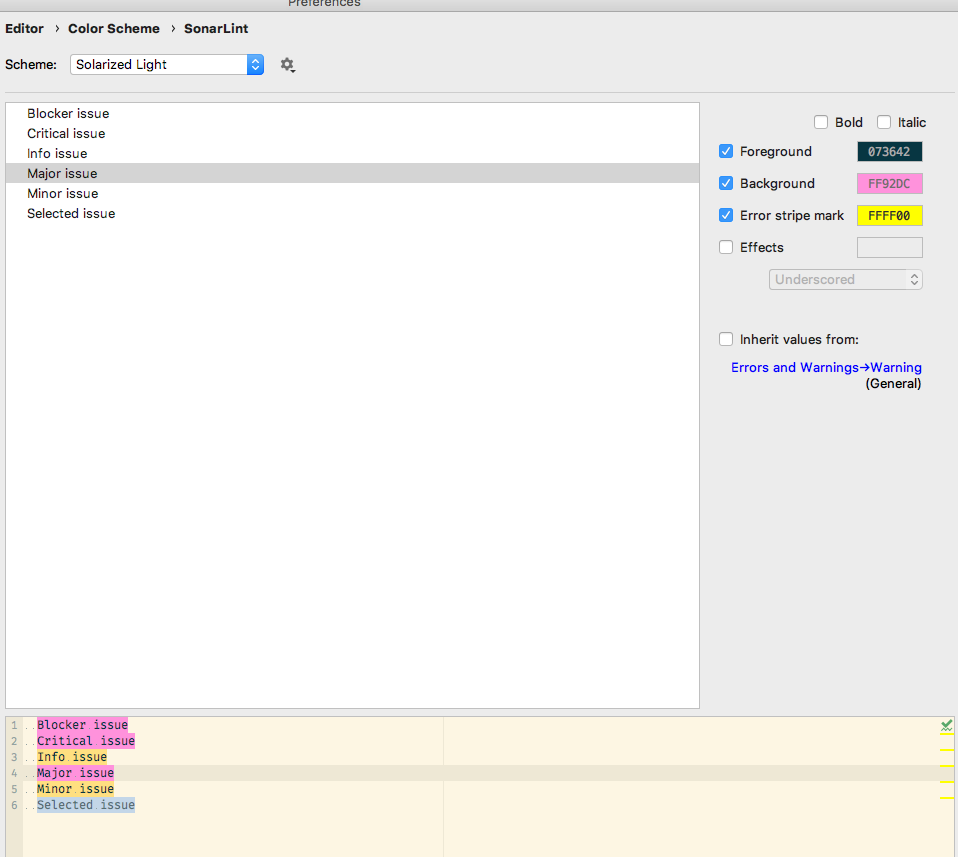 Preferences
Editor › Color Scheme › SonarLint
Scheme: Solarized Light
Blocker issue
Critical issue
Info issue
Major issue
Minor issue
Selected issue
Bold Italic
Foreground 073642
Background FF92DC
Error stripe mark FFFF00
Effects
Underscored
Inherit values from:
Errors and Warnings→Warning
(General)
1 Blocker issue
2 Critical issue
3 Info issue
4 Major issue
5 Minor issue
6 Selected issue